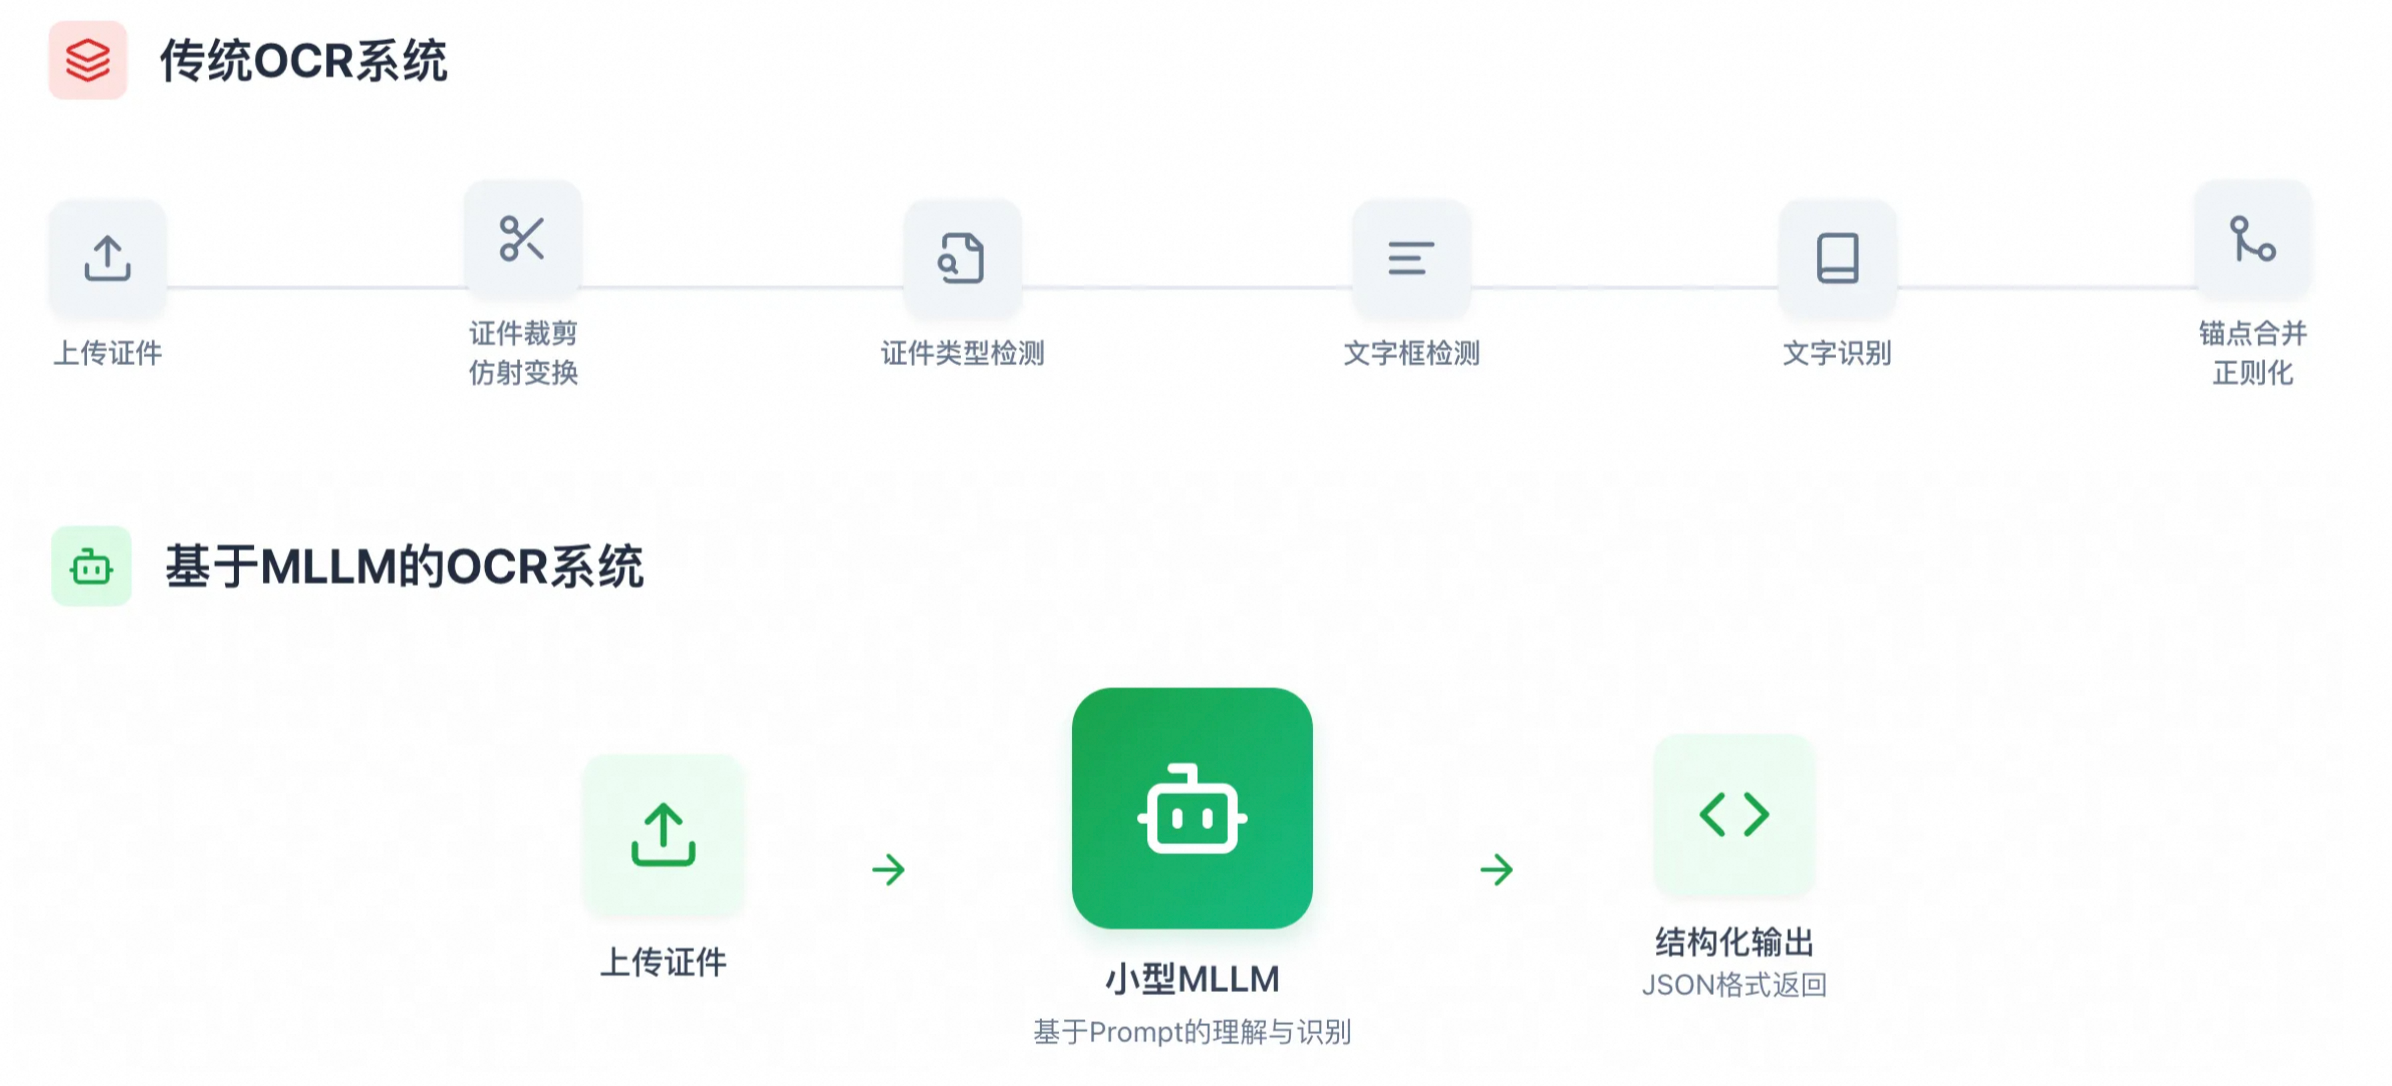 传统OCR系统
上传证件
证件裁剪
仿射变换
证件类型检测
文字框检测
文字识别
锚点合并
正则化
基于MLLM的OCR系统
上传证件
小型MLLM
基于Prompt的理解与识别
结构化输出
JSON格式返回